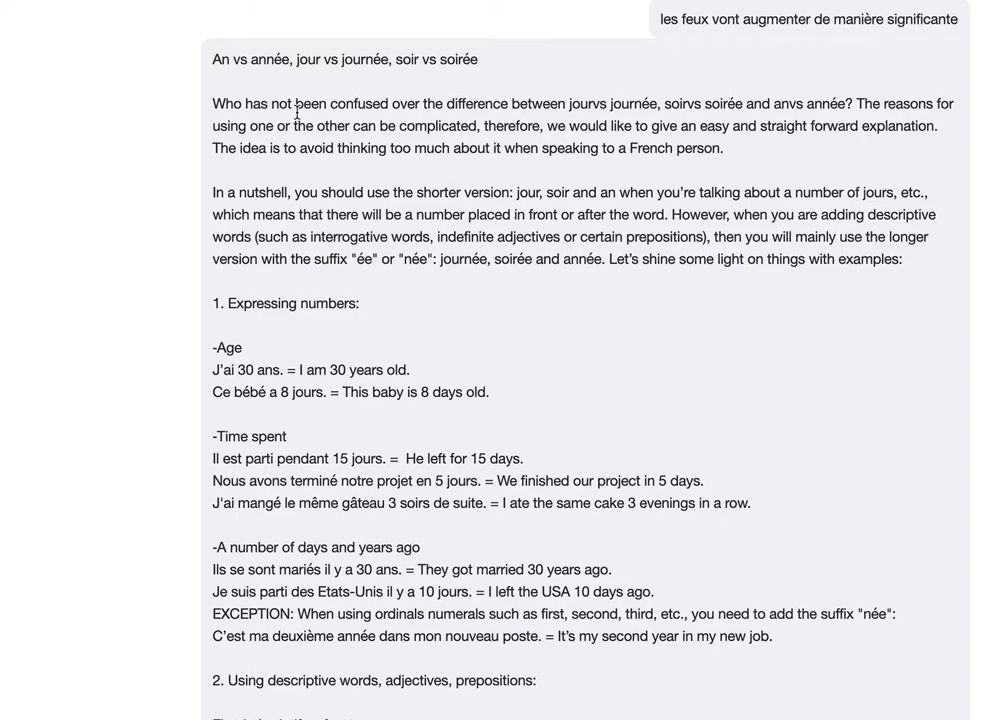 les feux vont augmenter de manière significante
An vs année, jour vs journée, soir vs soirée
Who has not been confused over the difference between jourvs journée, soirvs soirée and anvs année? The reasons for
using one or the other can be complicated, therefore, we would like to give an easy and straight forward explanation.
The idea is to avoid thinking too much about it when speaking to a French person.
In a nutshell, you should use the shorter version: jour, soir and an when you’re talking about a number of jours, etc.,
which means that there will be a number placed in front or after the word. However, when you are adding descriptive
words (such as interrogative words, indefinite adjectives or certain prepositions), then you will mainly use the longer
version with the suffix "ée" or "née": journée, soirée and année. Let’s shine some light on things with examples:
1. Expressing numbers:
-Age
J’ai 30 ans. = I am 30 years old.
Ce bébé a 8 jours. = This baby is 8 days old.
-Time spent
Il est parti pendant 15 jours. =  He left for 15 days.
Nous avons terminé notre projet en 5 jours. = We finished our project in 5 days.
J'ai mangé le même gâteau 3 soirs de suite. = I ate the same cake 3 evenings in a row.
-A number of days and years ago
Ils se sont mariés il y a 30 ans. = They got married 30 years ago.
Je suis parti des Etats-Unis il y a 10 jours. = I left the USA 10 days ago.
EXCEPTION: When using ordinals numerals such as first, second, third, etc., you need to add the suffix "née":
C’est ma deuxième année dans mon nouveau poste. = It’s my second year in my new job.
2. Using descriptive words, adjectives, prepositions: